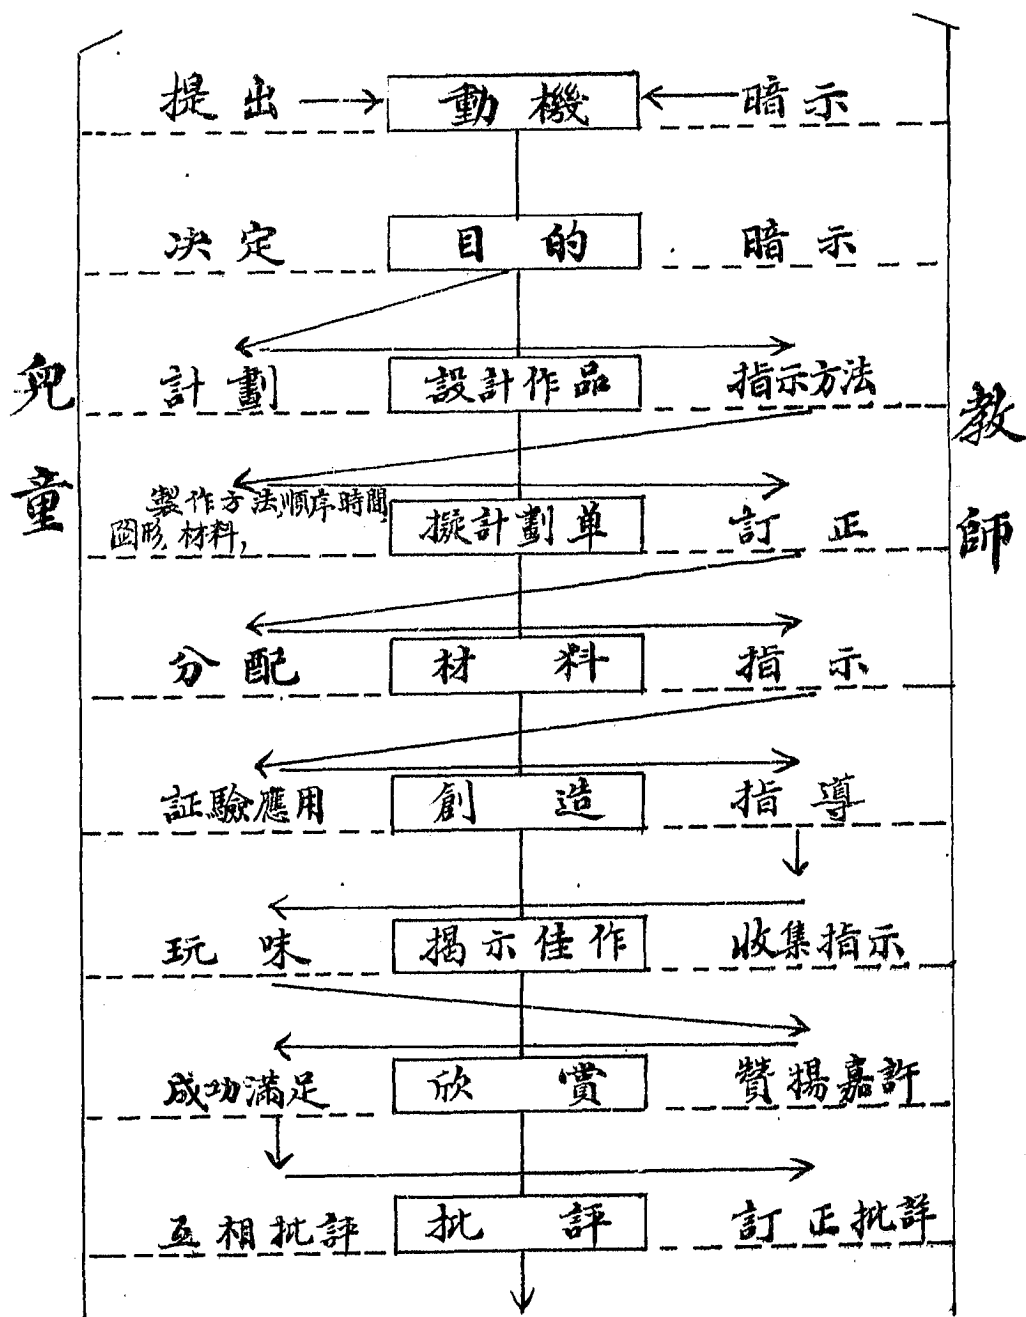 提出 動機 暗示
决定 目的 暗示
計劃 設計作品 指示方法
兒童
教師
製作方法,順序時間,
圖形,材料, 擬計劃单 訂正
分配 材料 指示
証驗應用 創造 指導
玩味 揭示佳作 收集指示
成功滿足 欣賞 贊揚嘉許
互相批評 批評 訂正批評